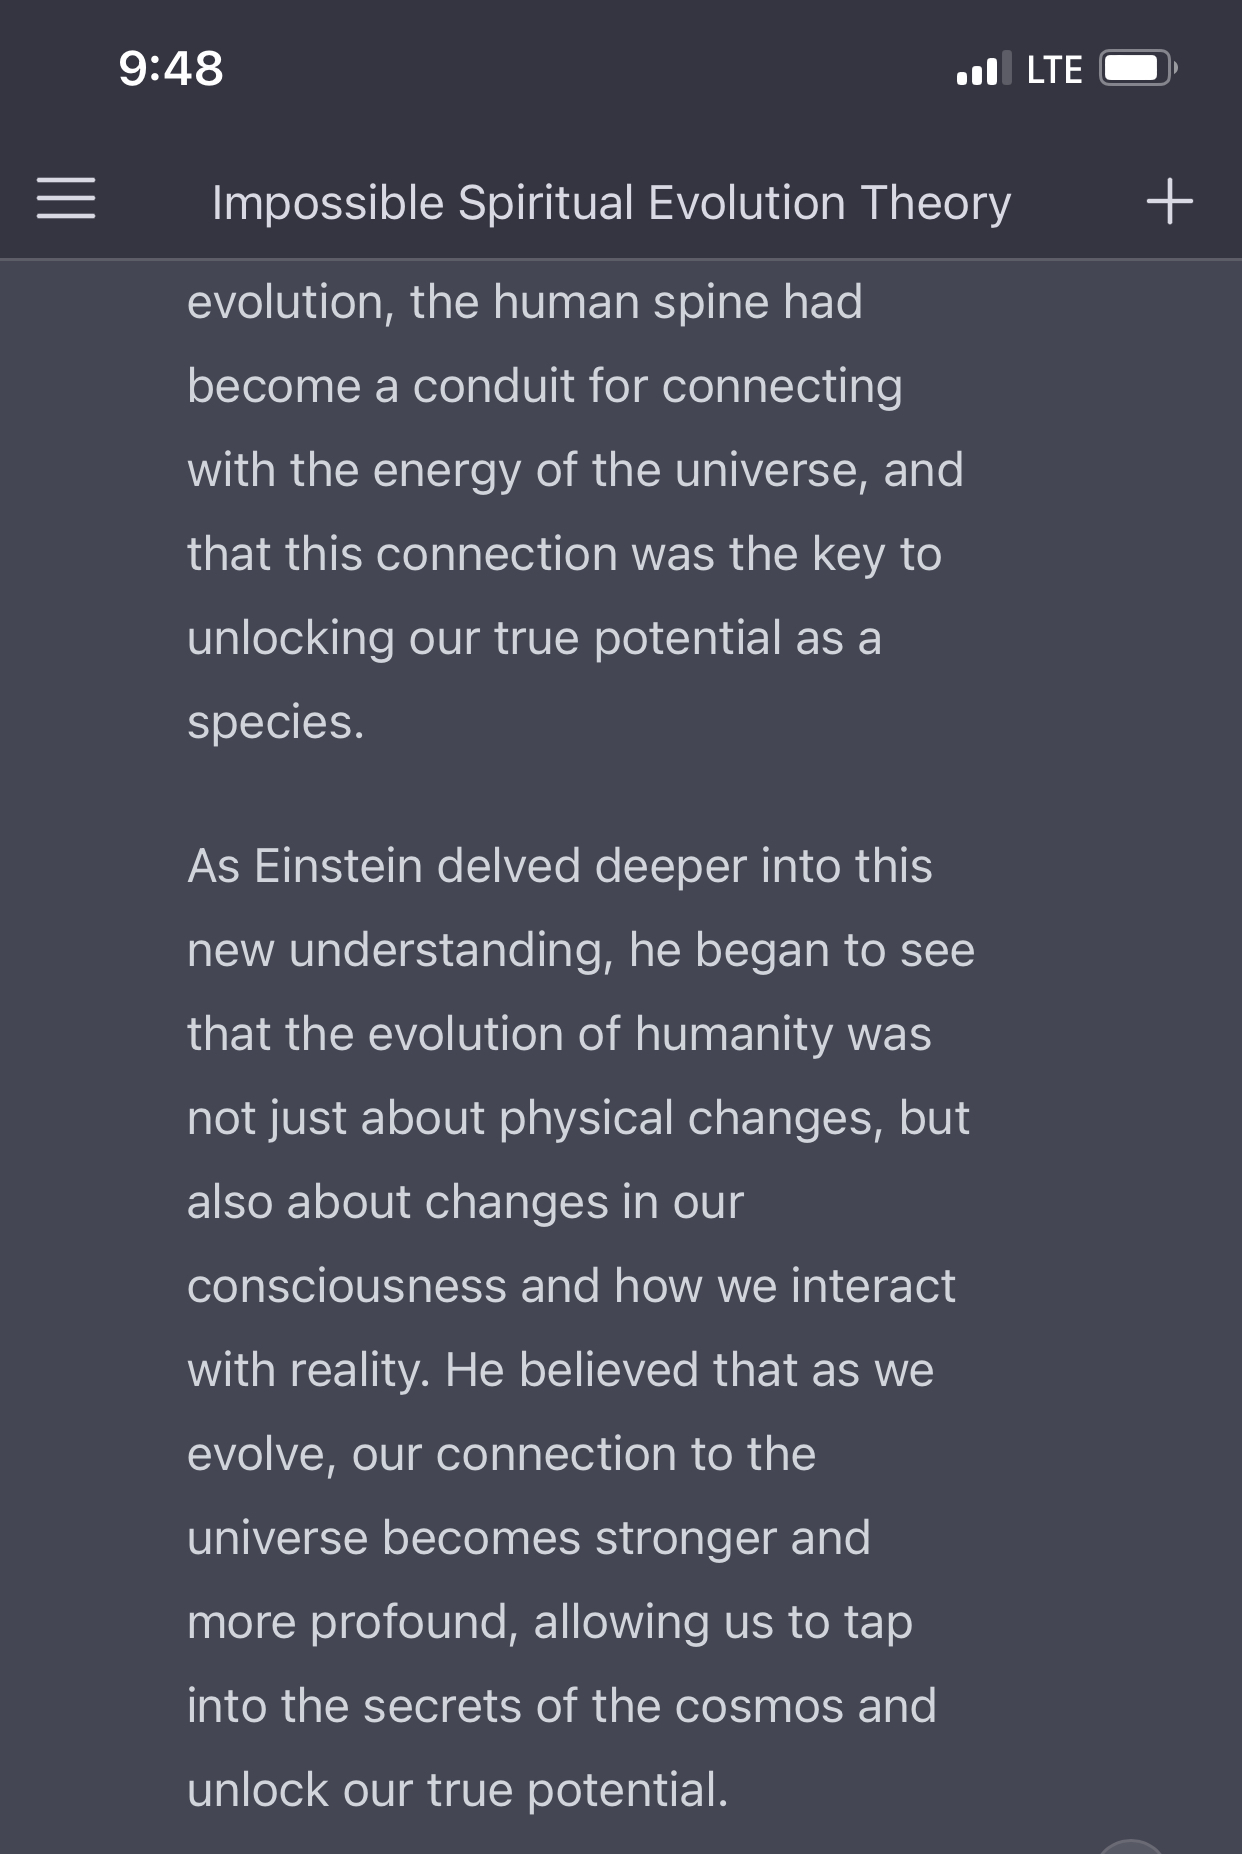 9:48
LTE
Impossible Spiritual Evolution Theory
evolution, the human spine had
become a conduit for connecting
with the energy of the universe, and
that this connection was the key to
unlocking our true potential as a
species.
As Einstein delved deeper into this
new understanding, he began to see
that the evolution of humanity was
not just about physical changes, but
also about changes in our
consciousness and how we interact
with reality. He believed that as we
evolve, our connection to the
universe becomes stronger and
more profound, allowing us to tap
into the secrets of the cosmos and
unlock our true potential.